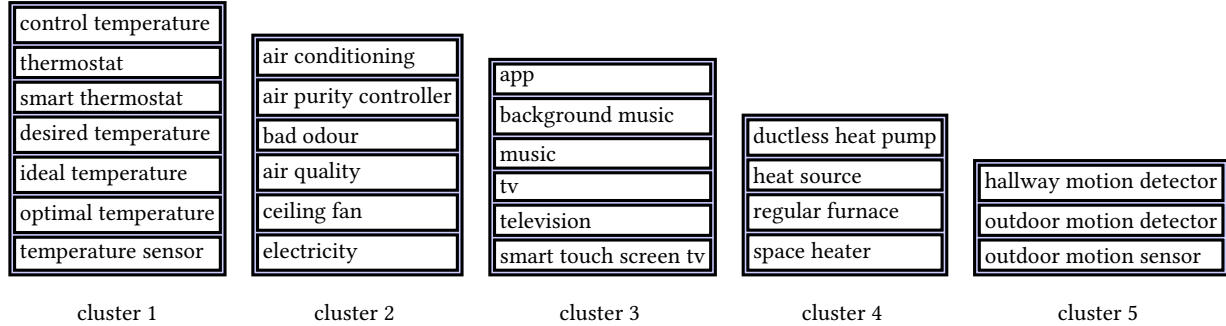 control temperature
thermostat
smart thermostat
desired temperature
ideal temperature
optimal temperature
temperature sensor
cluster 1
air conditioning
air purity controller
bad odour
air quality
ceiling fan
electricity
cluster 2
app
background music
music
tv
television
smart touch screen tv
cluster 3
ductless heat pump
heat source
regular furnace
space heater
cluster 4
hallway motion detector
outdoor motion detector
outdoor motion sensor
cluster 5